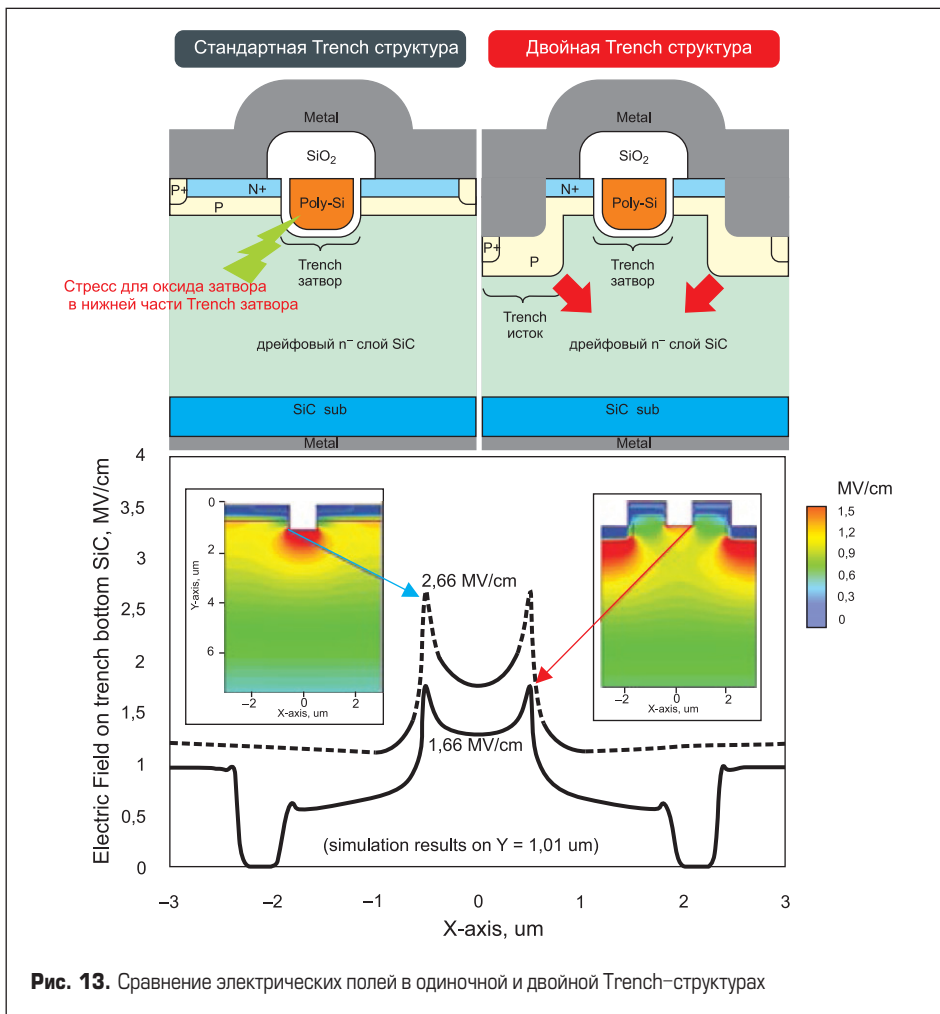 Стандартная Trench структура
Двойная Trench структура
Metal
SiO2
P+
N+
Poly-Si
P
Trench
затвор
Стресс для оксида затвора
в нижней части Trench затвора
дрейфовый n– слой SiC
SiC sub
Metal
Metal
SiO2
N+
Poly-Si
P+
P
Trench
затвор
Trench
исток
дрейфовый n– слой SiC
SiC sub
Metal
Electric Field on trench bottom SiC, MV/cm
4
3,5
3
2,5
2
1,5
1
0,5
0
Y-axis, um
0
2
4
6
–2
0
2
X-axis, um
2,66 MV/cm
1,66 MV/cm
–2
0
2
X-axis, um
MV/cm
1,5
1,2
0,9
0,6
0,3
0
(simulation results on Y = 1,01 um)
–3
–2
–1
0
1
2
3
X-axis, um
Рис. 13. Сравнение электрических полей в одиночной и двойной Trench–структурах